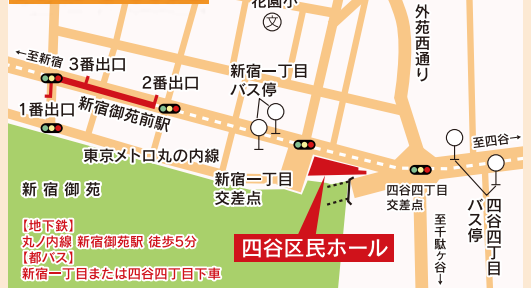 花園小
文
外苑西通り
←至新宿
3番出口
2番出口
1番出口
新宿御苑前駅
新宿一丁目
バス停
東京メトロ丸の内線
新宿御苑
新宿一丁目
交差点
至四谷→
四谷四丁目
交差点
四谷四丁目
バス停
至千駄ヶ谷→
四谷区民ホール
【地下鉄】
丸ノ内線 新宿御苑駅 徒歩5分
【都バス】
新宿一丁目または四谷四丁目下車